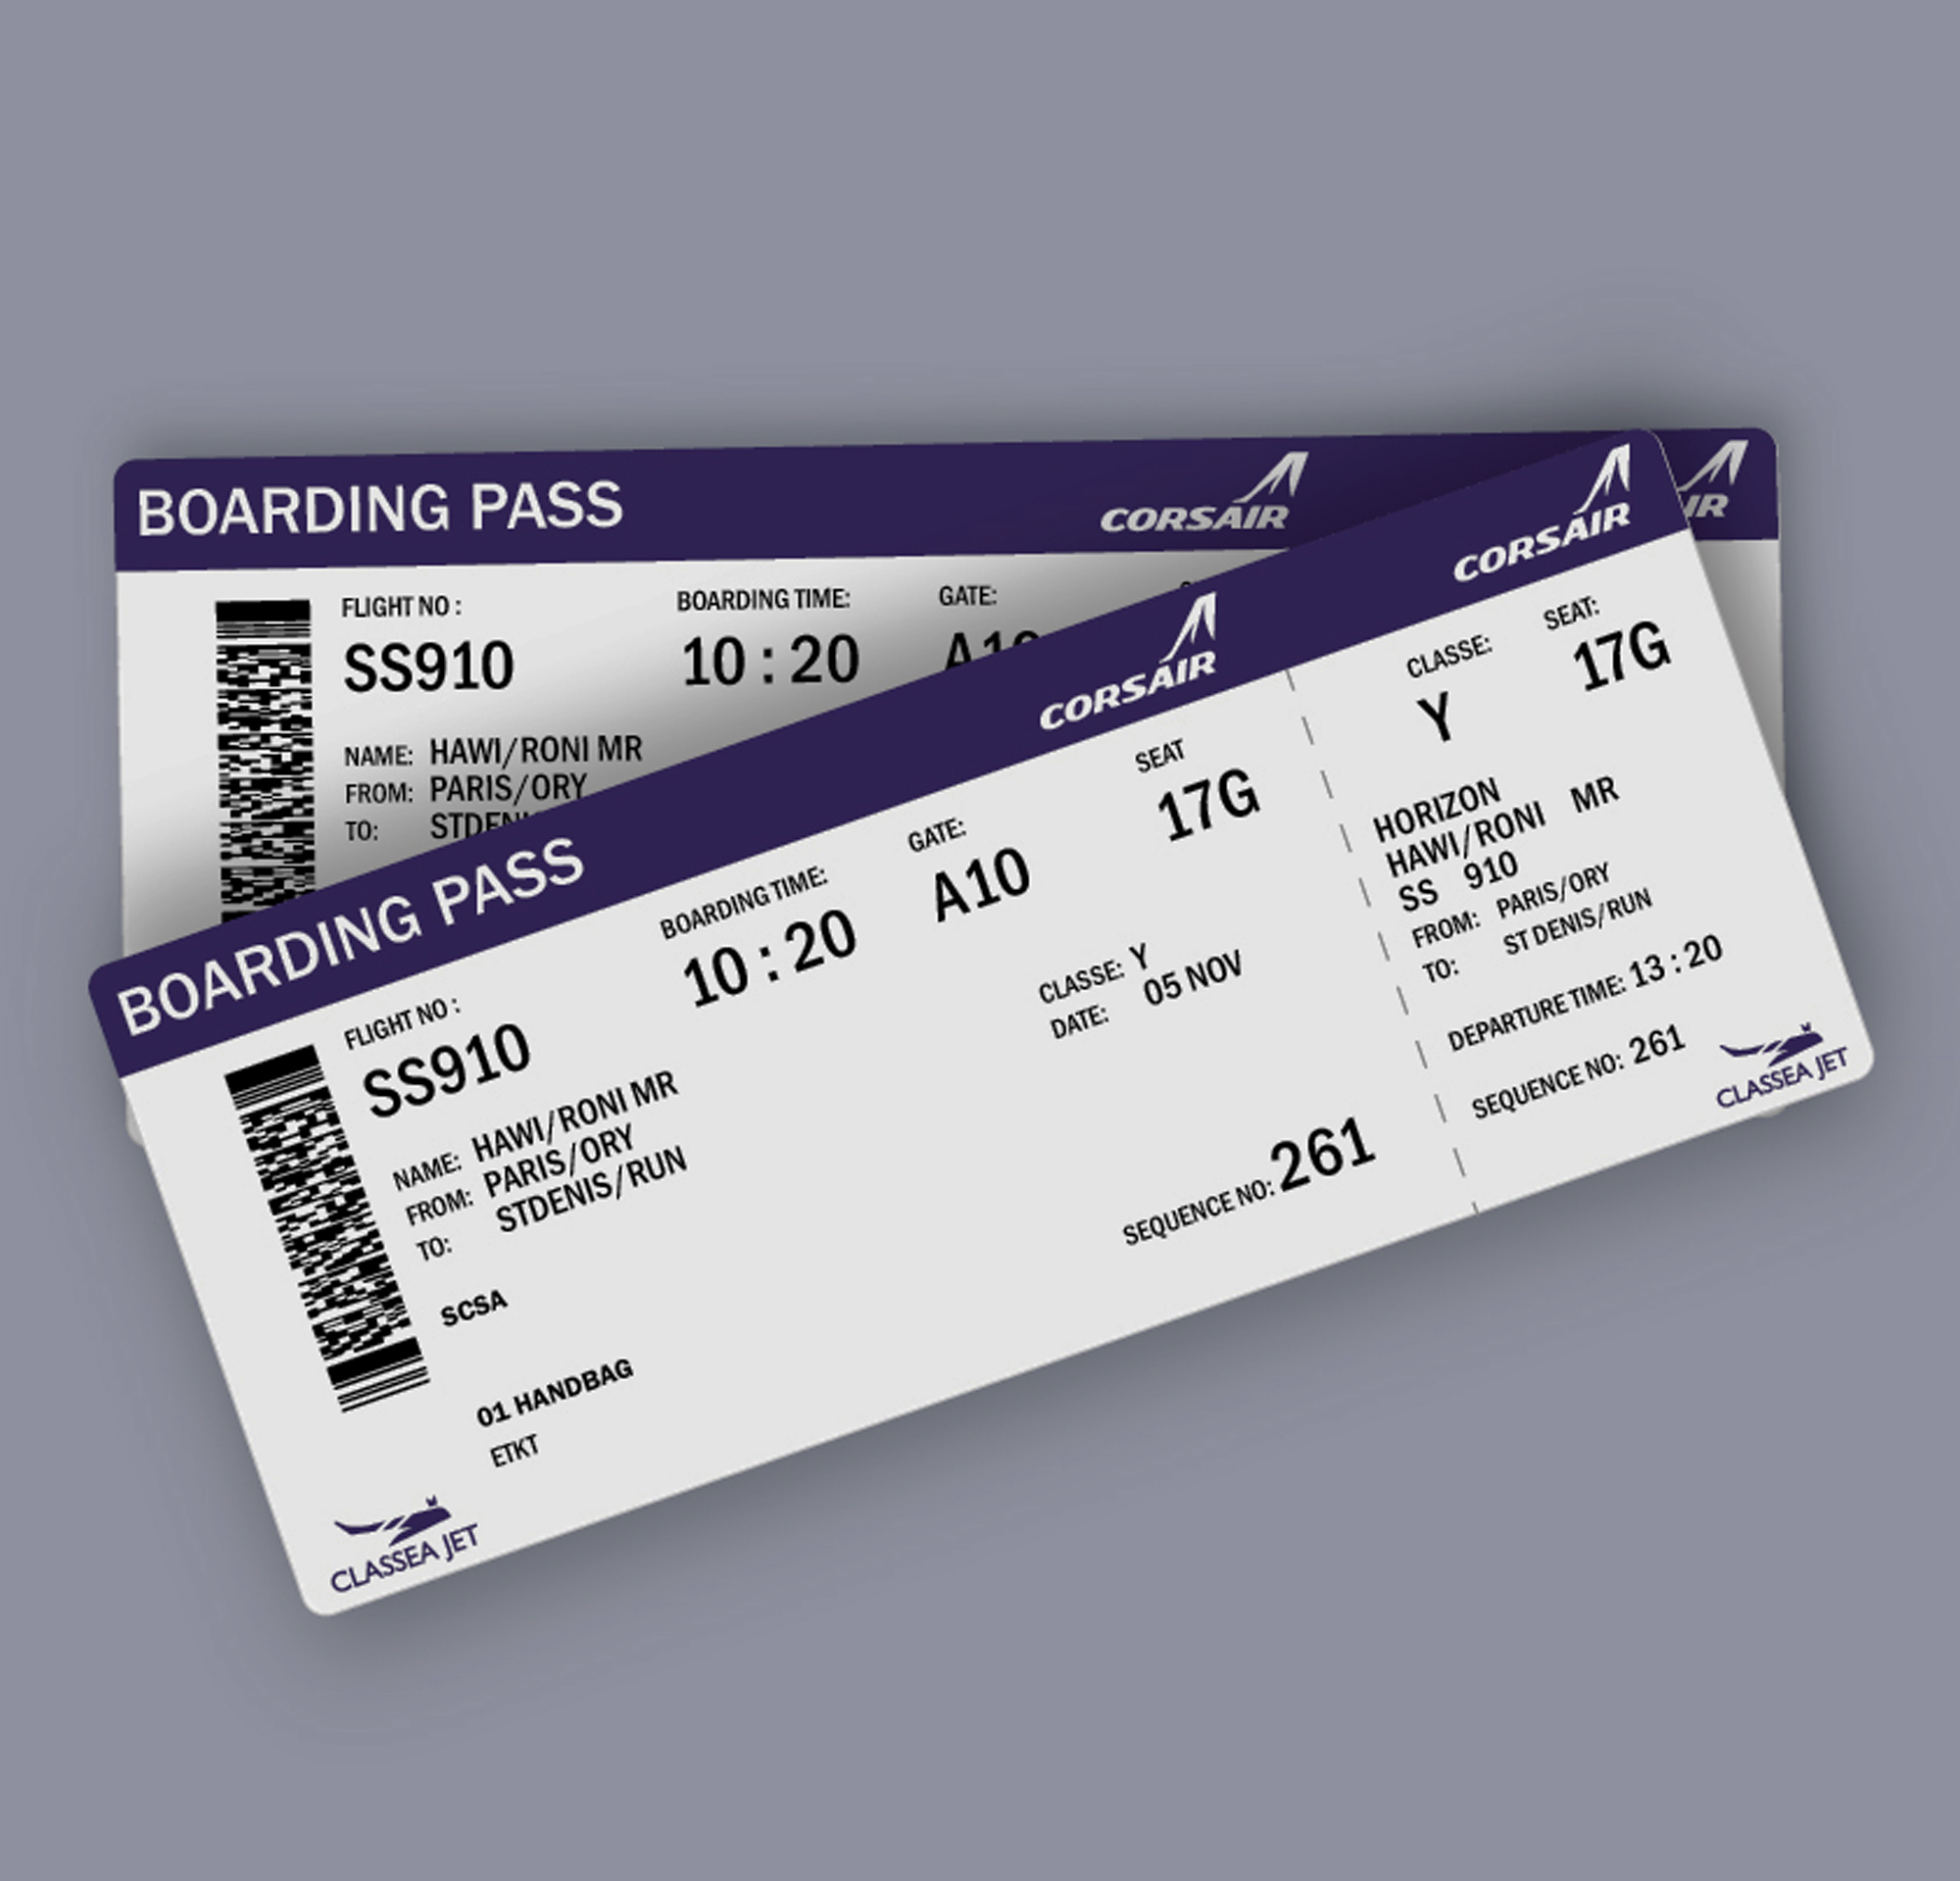 BOARDING PASS
CORSAIR
FLIGHT NO :
BOARDING TIME:
GATE:
SS910
10 : 20
NAME: HAWI/RONI MR
FROM: PARIS/ORY
TO:
BOARDING PASS
CORSAIR
CORSAIR
FLIGHT NO :
SS910
BOARDING TIME:
10 : 20
GATE:
A10
SEAT
17G
NAME: HAWI/RONI MR
FROM: PARIS/ORY
TO: STDENIS/RUN
CLASSE: Y
DATE: 05 NOV
SCSA
01 HANDBAG
ETKT
SEQUENCE NO: 261
CLASSEA JET
CLASSE:
Y
SEAT:
17G
HORIZON
HAWI/RONI MR
SS 910
FROM: PARIS/ORY
TO: ST DENIS/RUN
DEPARTURE TIME: 13 : 20
SEQUENCE NO: 261
CLASSEA JET